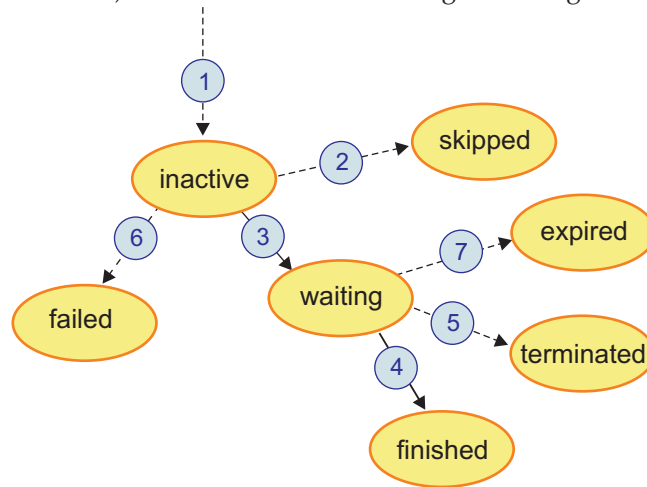 1
skipped
2
inactive
6
3
7
expired
waiting
failed
5
terminated
4
finished